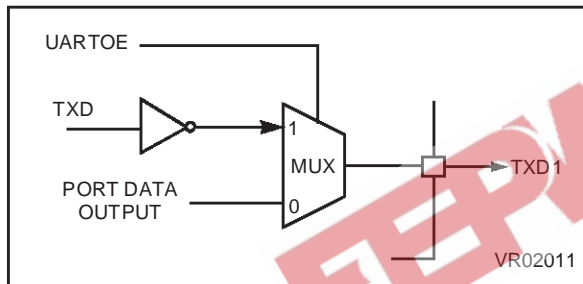 UARTOE
TXD
1
MUX
TXD1
PORT DATA
OUTPUT
0
VR02011